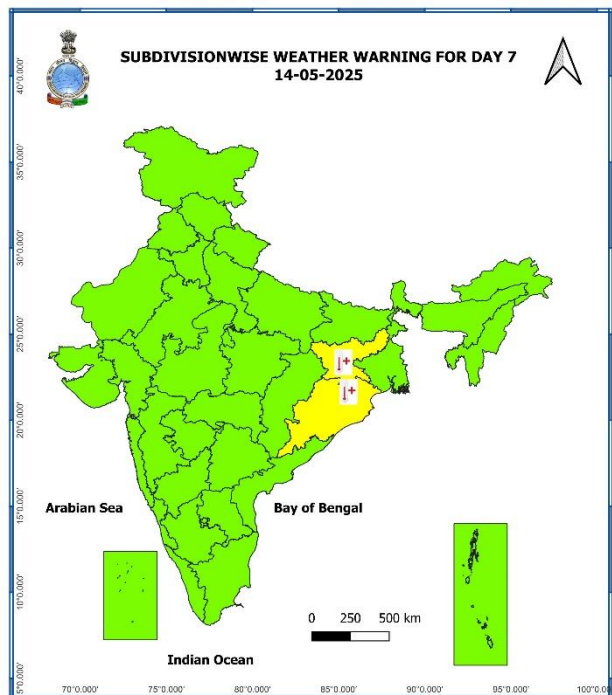 SUBDIVISIONWISE WEATHER WARNING FOR DAY 7
14-05-2025
40°0.000'
35°0.000'
30°0.000'
25°0.000'
20°0.000'
15°0.000'
10°0.000'
5°0.000'
Arabian Sea
Bay of Bengal
0 250 500 km
Indian Ocean
70°0.000' 75°0.000' 80°0.000' 85°0.000' 90°0.000' 95°0.000' 100°0.0